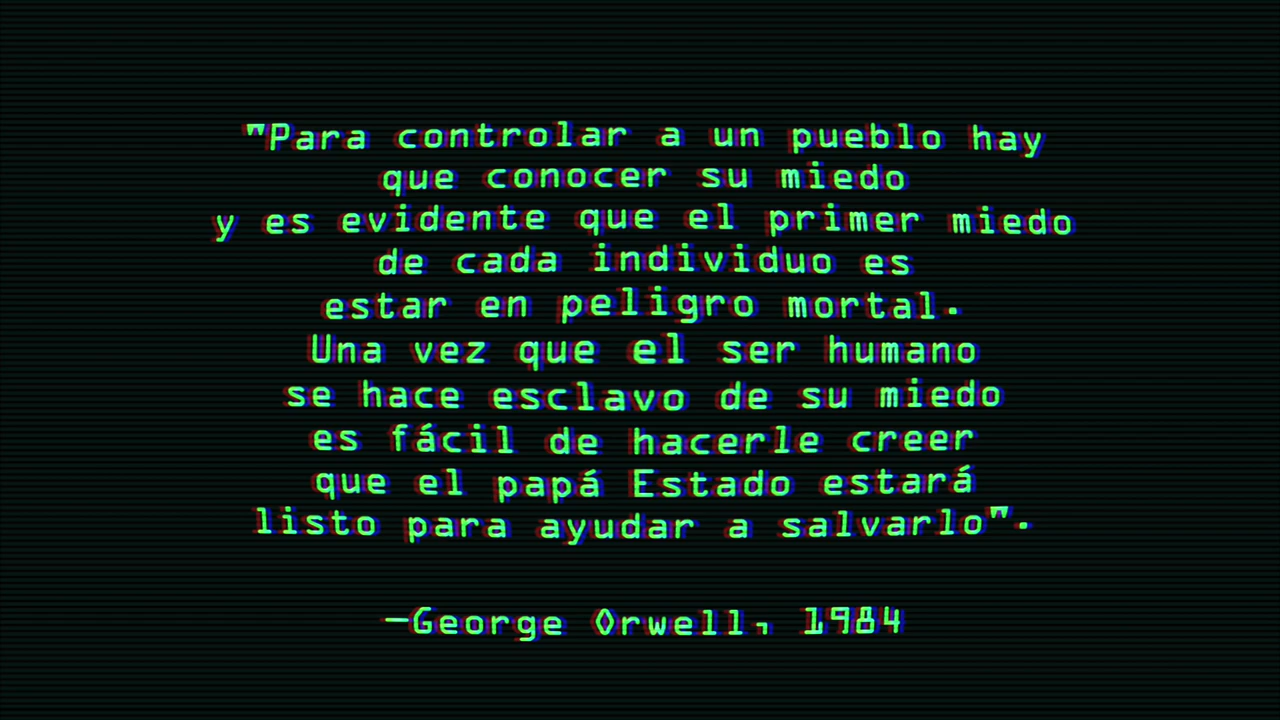 "Para controlar a un pueblo hay
que conocer su miedo
y es evidente que el primer miedo
de cada individuo es
estar en peligro mortal.
Una vez que el ser humano
se hace esclavo de su miedo
es fácil de hacerle creer
que el papá Estado estará
listo para ayudar a salvarlo".
—George Orwell, 1984